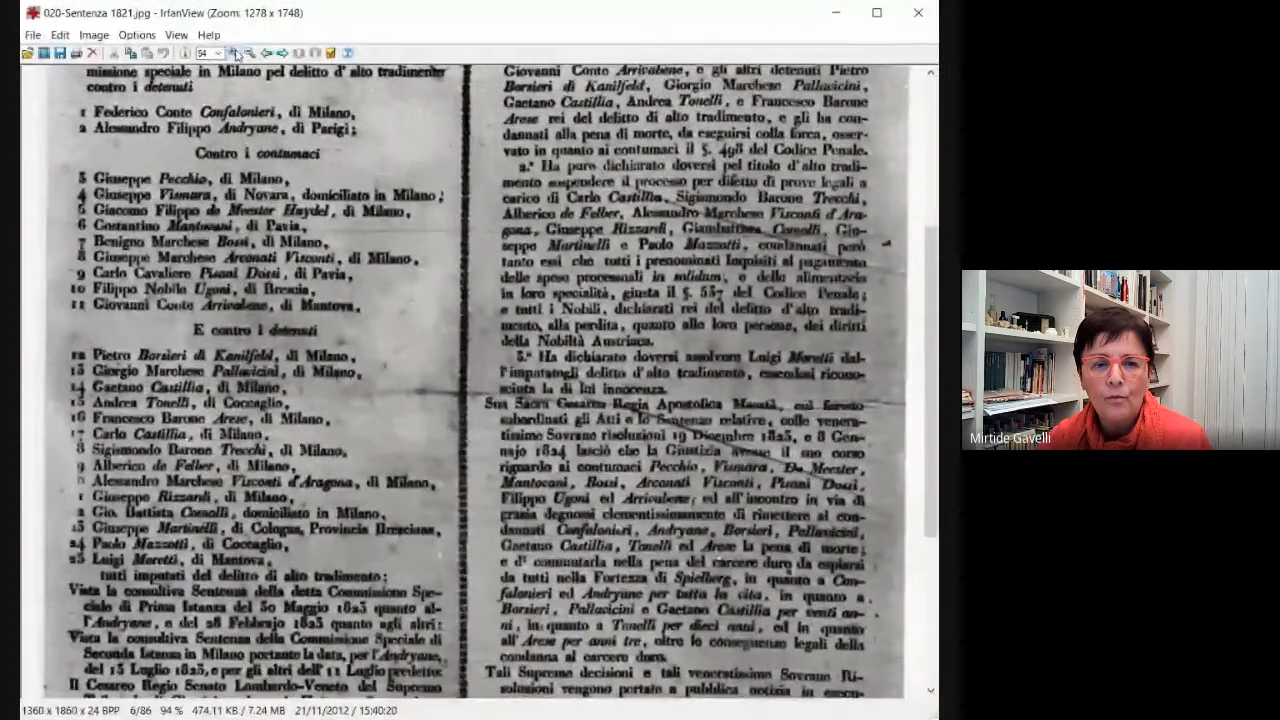 020-Sentenza 1821.jpg - IrfanView (Zoom: 1278 x 1748)
File Edit Image Options View Help
94
missione speciale in Milano pel delitto d' alto tradimento
contro i detenuti
1 Federico Conte Confalonieri, di Milano,
2 Alessandro Filippo Andryane, di Parigi;
Contro i contumaci
3 Giuseppe Pecchio, di Milano,
4 Giuseppe Vismara, di Novara, domiciliato in Milano;
5 Giacomo Filippo de Meester Huydel, di Milano,
6 Costantino Mantovani, di Pavia,
7 Benigno Marchese Bossi, di Milano,
8 Giuseppe Marchese Arconati Visconti, di Milano,
9 Carlo Cavaliere Pisani Dossi, di Pavia,
10 Filippo Nobile Ugoni, di Brescia,
11 Giovanni Conte Arrivabene, di Mantova,
E contro i detenuti
12 Pietro Borsieri di Kanilfeld, di Milano,
13 Giorgio Marchese Pallavicini, di Milano,
14 Gaetano Castillia, di Milano,
15 Andrea Tonelli, di Coccaglio,
16 Francesco Barone Arese, di Milano,
17 Carlo Castillia, di Milano,
8 Sigismondo Barone Trecchi, di Milano,
9 Alberico de Felber, di Milano,
0 Alessandro Marchese Visconti d'Aragona, di Milano,
1 Giuseppe Rizzardi, di Milano,
2 Gio. Battista Comolli, domiciliato in Milano,
23 Giuseppe Martinelli, di Cologna, Provincia Bresciana,
24 Paolo Mazzotti, di Coccaglio,
25 Luigi Moretti, di Mantova,
tutti imputati del delitto di alto tradimento;
Vista la consultiva Sentenza della detta Commissione Spe-
ciale di Prima Istanza del 30 Maggio 1823 quanto al-
l'Andryane, e del 28 Febbrajo 1823 quanto agli altri;
Vista la consultiva Sentenza della Commissione Speciale di
Seconda Istanza in Milano portante la data, per l'Andryane,
del 15 Luglio 1823, e per gli altri dell' 11 Luglio predetto;
Il Cesareo Regio Senato Lombardo-Veneto del Supremo
Giovanni Conte Arrivabene, e gli altri detenuti Pietro
Borsieri di Kanilfeld, Giorgio Marchese Pallavicini,
Gaetano Castillia, Andrea Tonelli, e Francesco Barone
Arese rei del delitto di alto tradimento, e gli ha con-
dannati alla pena di morte, da eseguirsi colla forca, osser-
vato in quanto ai contumaci il §. 498 del Codice Penale.
2.° Ha pure dichiarato doversi pel titolo d'alto tradi-
mento sospendere il processo per difetto di prove legali a
carico di Carlo Castillia, Sigismondo Barone Trecchi,
Alberico de Felber, Alessandro Marchese Visconti d'Ara-
gona, Giuseppe Rizzardi, Giambattista Comolli, Giu-
seppe Martinelli e Paolo Mazzotti, condannati però
tanto essi che tutti i prenominati Inquisiti al pagamento
delle spese processuali in solidum, e delle alimentarie
in loro specialità, giusta il §. 537 del Codice Penale;
e tutti i Nobili, dichiarati rei del delitto d'alto tradi-
mento, alla perdita, quanto alle loro persone, dei diritti
della Nobiltà Austriaca.
3.° Ha dichiarato doversi assolvere Luigi Moretti dal-
l'imputatogli delitto d'alto tradimento, essendosi ricono-
sciuta la di lui innocenza.
Sua Sacra Cesarea Regia Apostolica Maestà, cui furono
subordinati gli Atti e le Sentenze relative, colle venera-
tissime Sovrane risoluzioni 19 Dicembre 1823, e 8 Gen-
najo 1824 lasciò che la Giustizia avesse il suo corso
riguardo ai contumaci Pecchio, Vismara, De Meester,
Mantovani, Bossi, Arconati Visconti, Pisani Dossi,
Filippo Ugoni ed Arrivabene; ed all'incontro in via di
grazia degnossi clementissimamente di rimettere ai con-
dannati Confalonieri, Andryane, Borsieri, Pallavicini,
Gaetano Castillia, Tonelli ed Arese la pena di morte;
e di commutarla nella pena del carcere duro da espiarsi
da tutti nella Fortezza di Spielberg, in quanto a Con-
falonieri ed Andryane per tutta la vita, in quanto a
Borsieri, Pallavicini e Gaetano Castillia per venti an-
ni, in quanto a Tonelli per dieci anni, ed in quanto
all'Arese per anni tre, oltre le conseguenze legali della
condanna al carcere duro.
Tali Supreme decisioni e tali veneratissime Sovrane Ri-
soluzioni vengono portate a pubblica notizia in esecu-
1360 x 1860 x 24 BPP 6/86 94 % 474.11 KB / 7.24 MB 21/11/2012 / 15:40:20
Mirtide Gavelli